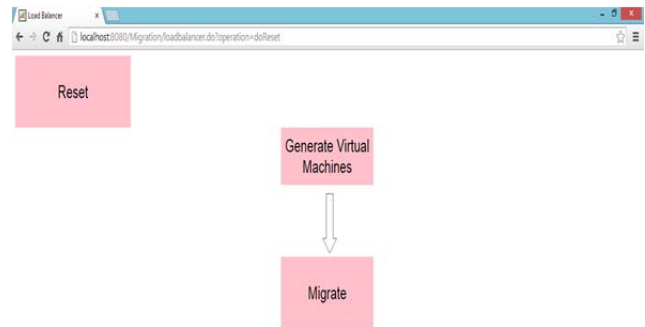 Load Balancer
localhost:8080/Migration/loadbalancer.do?operation=doReset
Reset
Generate Virtual
Machines
Migrate